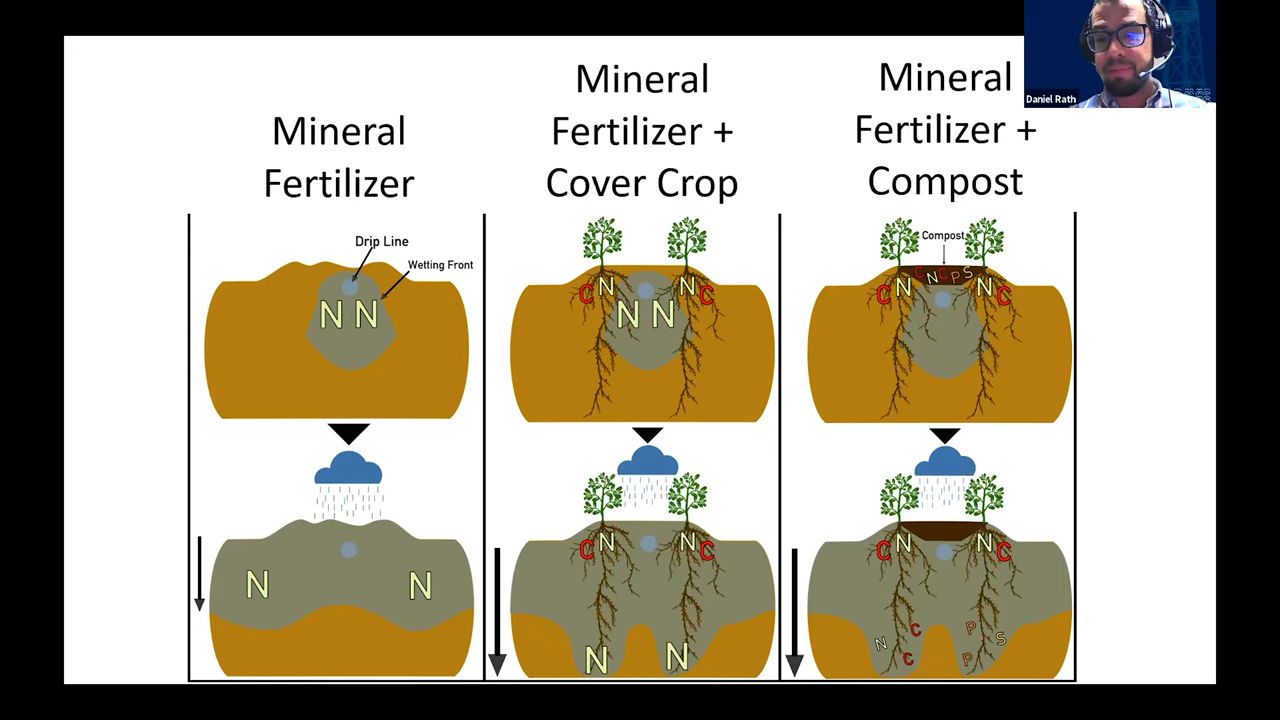 Daniel Rath
Mineral
Fertilizer
Mineral
Fertilizer +
Cover Crop
Mineral
Fertilizer +
Compost
Drip Line
Wetting Front
N N
C N N N N C
Compost
C N C P S
C N N C
N N
C N N C
N N
C N N C
N C C
P S P